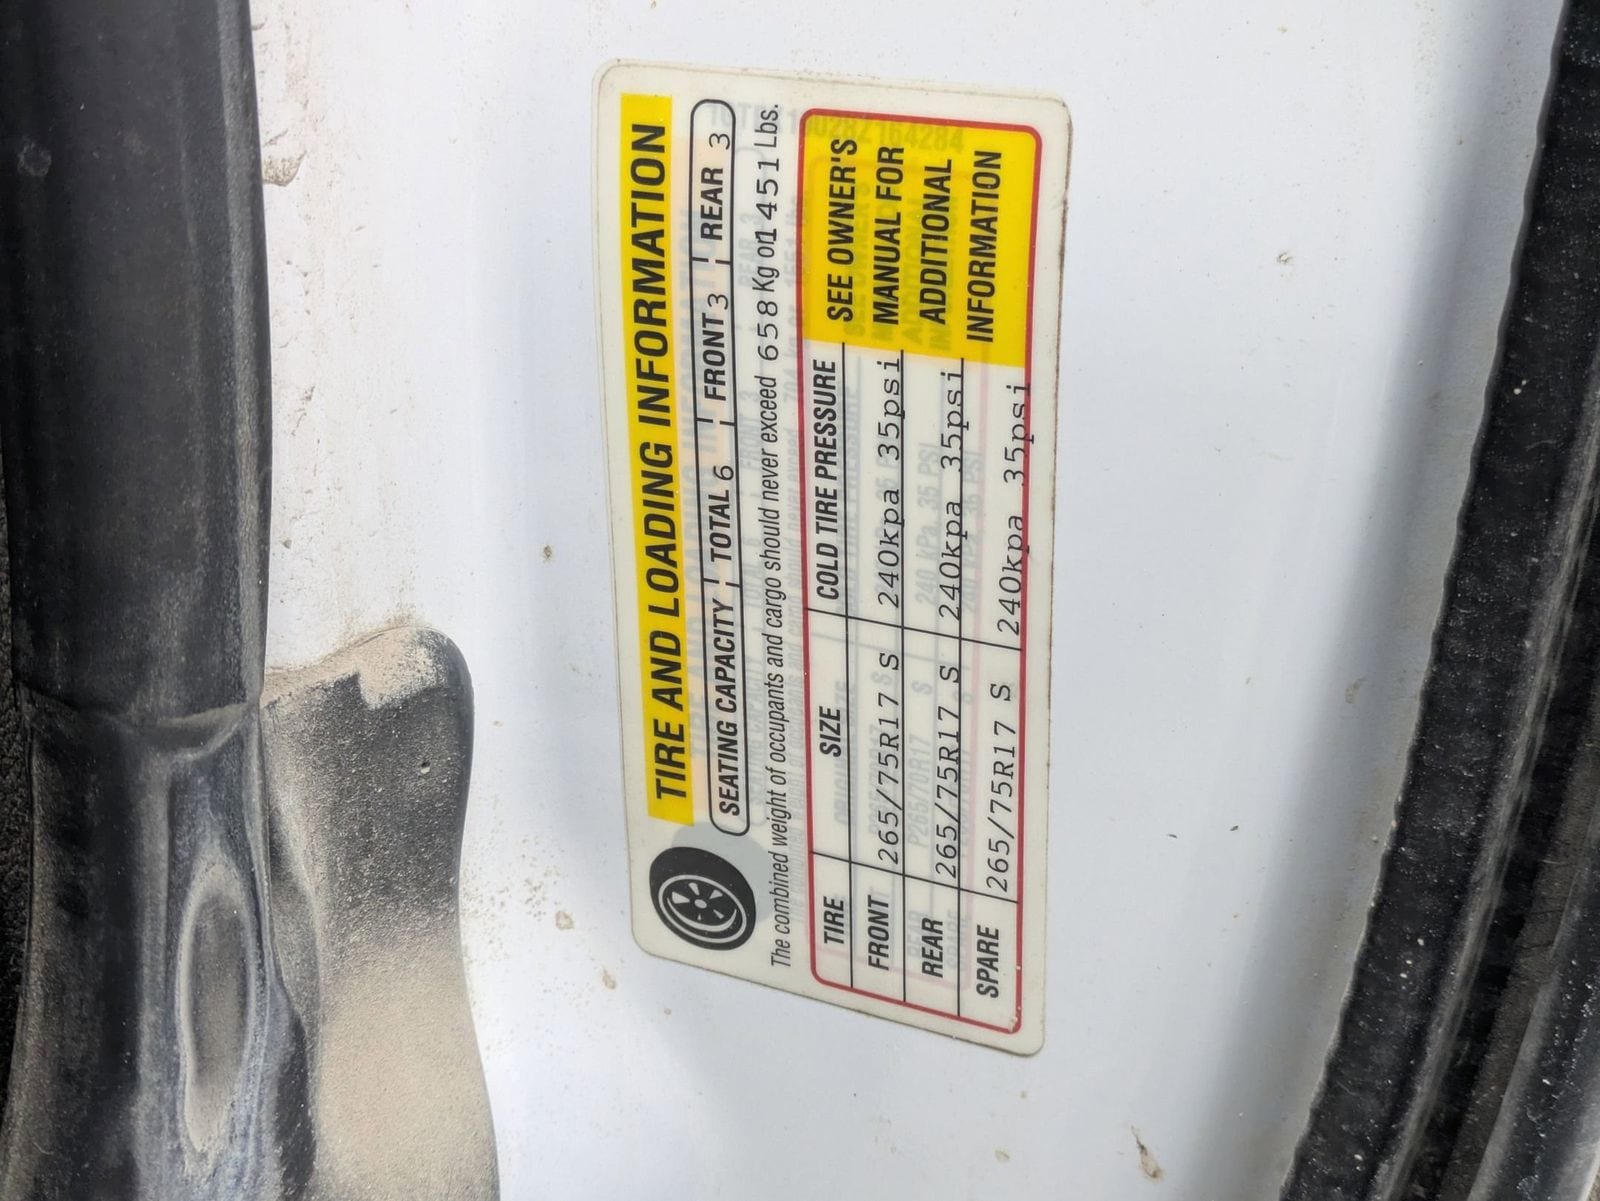 TIRE AND LOADING INFORMATION
SEATING CAPACITY TOTAL 6 FRONT 3 REAR 3
The combined weight of occupants and cargo should never exceed 658 Kg or 1451 Lbs.
TIRE SIZE COLD TIRE PRESSURE
FRONT 265/75R17 S 240kpa 35psi
REAR 265/75R17 S 240kpa 35psi
SPARE 265/75R17 S 240kpa 35psi
SEE OWNER'S
MANUAL FOR
ADDITIONAL
INFORMATION